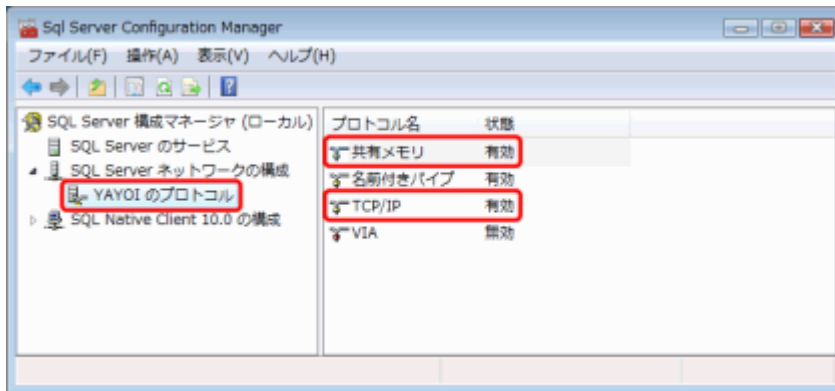 Sql Server Configuration Manager
ファイル(F) 操作(A) 表示(V) ヘルプ(H)
SQL Server 構成マネージャ (ローカル)
SQL Server のサービス
SQL Server ネットワークの構成
YAYOI のプロトコル
SQL Native Client 10.0 の構成
プロトコル名 状態
共有メモリ 有効
名前付きパイプ 有効
TCP/IP 有効
VIA 無効